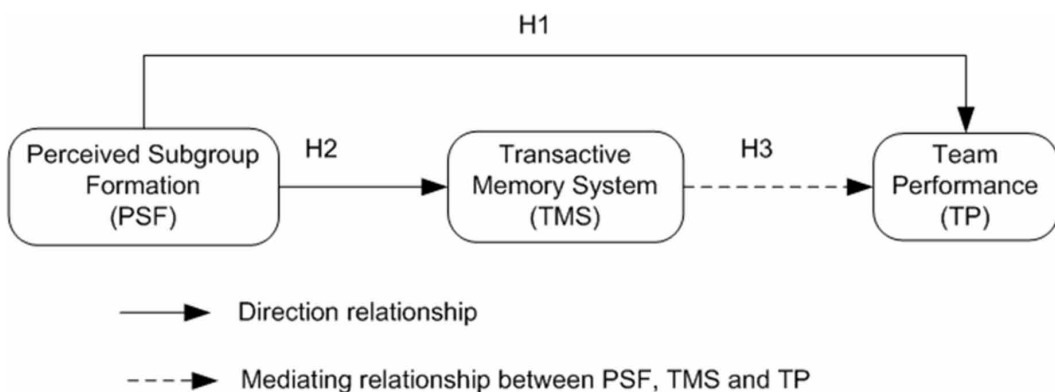 H1
Perceived Subgroup
Formation
(PSF)
H2
Transactive
Memory System
(TMS)
H3
Team
Performance
(TP)
Direction relationship
Mediating relationship between PSF, TMS and TP